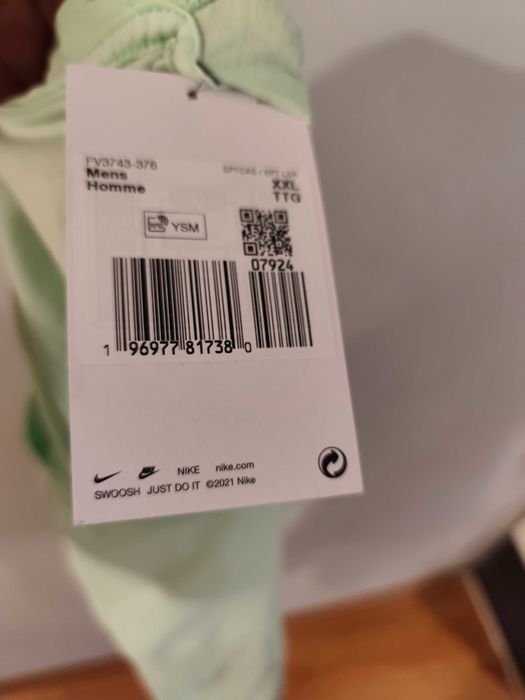 FV3743-376
Mens
Homme
XXL
TTG
RFID YSM
07924
1 96977 81738 0
NIKE nike.com
SWOOSH JUST DO IT ©2021 Nike